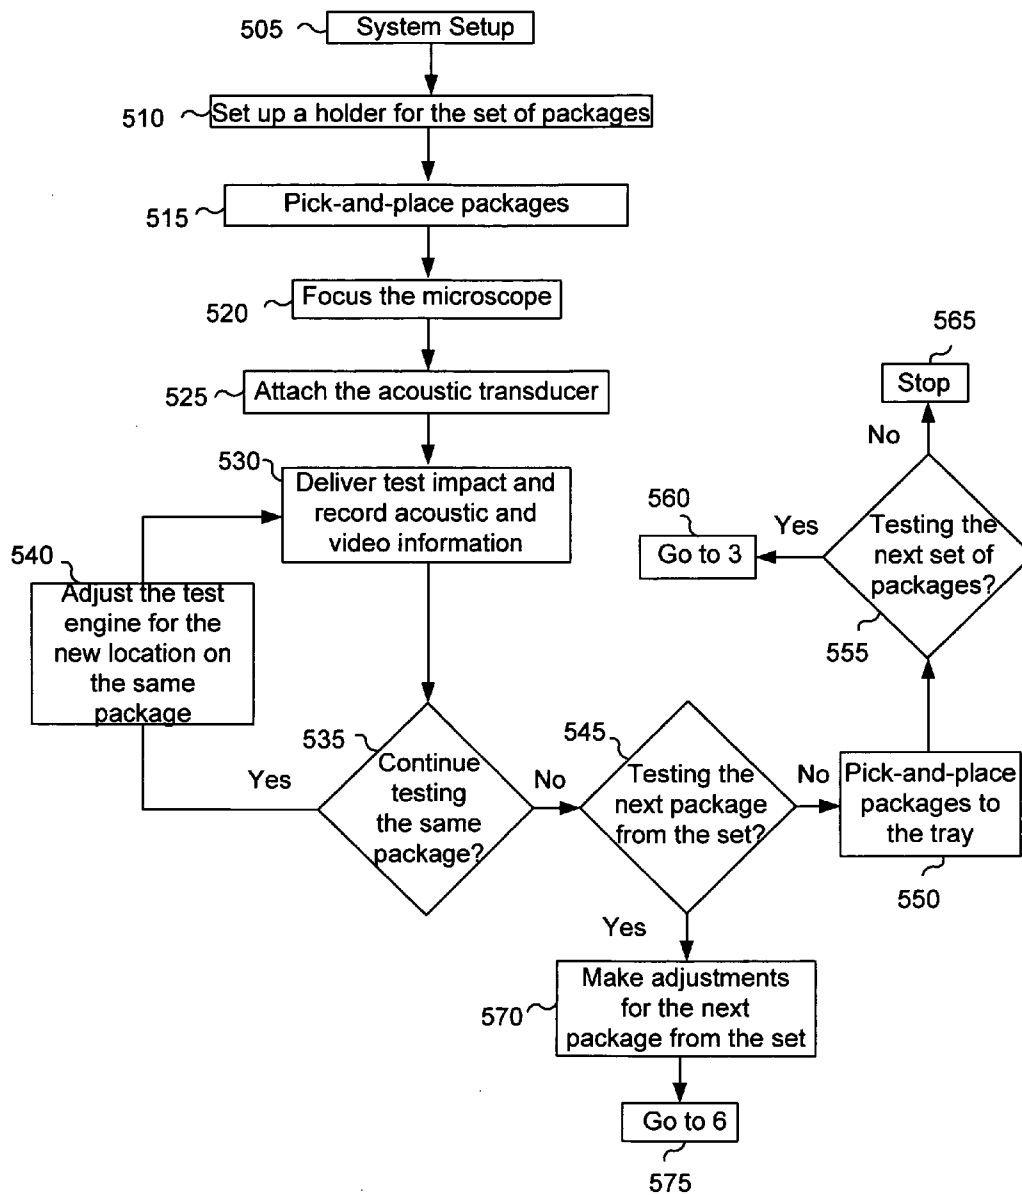 505
System Setup
510
Set up a holder for the set of packages
515
Pick-and-place packages
520
Focus the microscope
525
Attach the acoustic transducer
530
Deliver test impact and
record acoustic and
video information
540
Adjust the test
engine for the
new location on
the same
package
535
Continue
testing
the same
package?
Yes
No
545
Testing the
next package
from the set?
No
Pick-and-place
packages to
the tray
550
Yes
570
Make adjustments
for the next
package from the set
Go to 6
575
555
Testing the
next set of
packages?
Yes
560
Go to 3
No
565
Stop